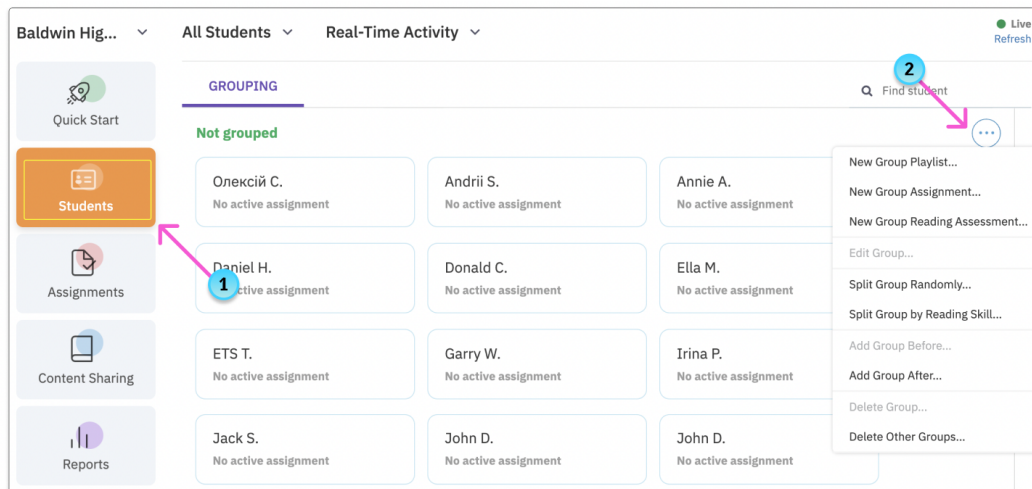 Baldwin Hig...
All Students
Real-Time Activity
Live
Refresh
Quick Start
Students
Assignments
Content Sharing
Reports
GROUPING
2
Find student
Not grouped
Олексій С.
No active assignment
Andrii S.
No active assignment
Annie A.
No active assignment
Daniel H.
1
ctive assignment
Donald C.
No active assignment
Ella M.
No active assignment
ETS T.
No active assignment
Garry W.
No active assignment
Irina P.
No active assignment
Jack S.
No active assignment
John D.
No active assignment
John D.
No active assignment
New Group Playlist...
New Group Assignment...
New Group Reading Assessment...
Edit Group...
Split Group Randomly...
Split Group by Reading Skill...
Add Group Before...
Add Group After...
Delete Group...
Delete Other Groups...